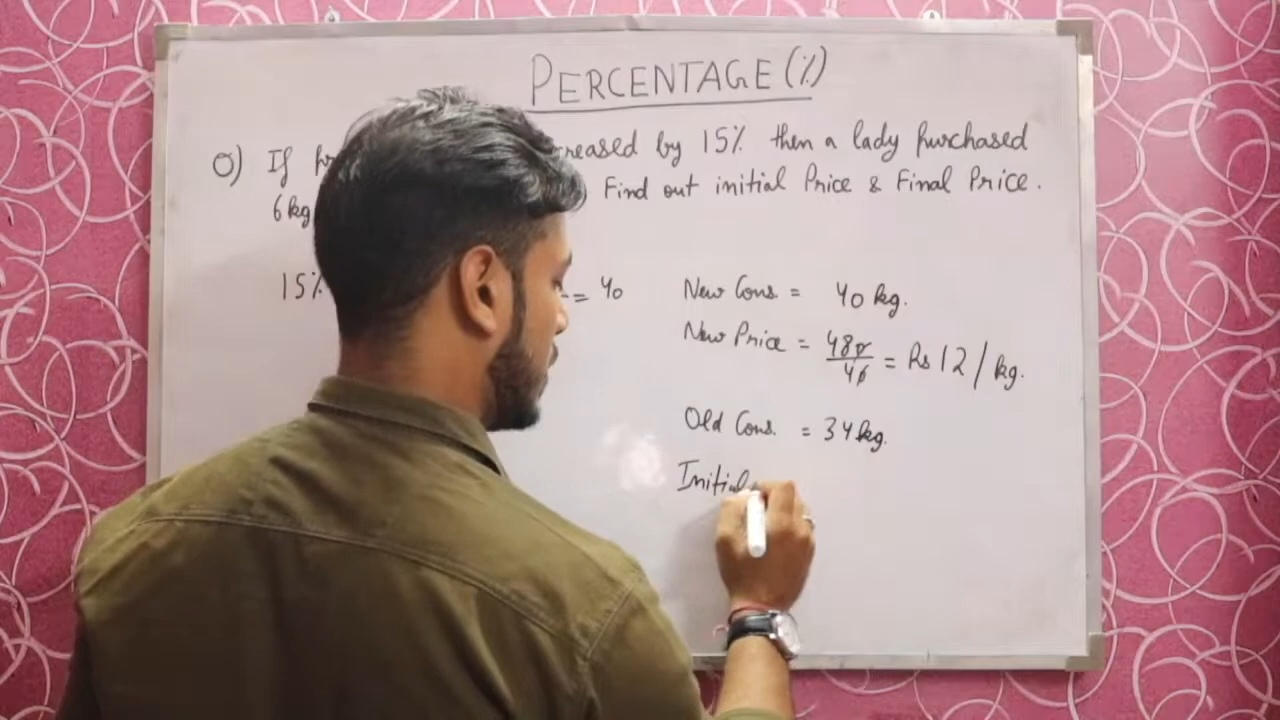 PERCENTAGE (%)
Q) If creased by 15% then a lady purchased
6 kg Find out initial Price & Final Price.
15% = 40
New Cons = 40 kg.
New Price = 480/40 = Rs 12/kg.
Old Cons. = 34 kg.
Initial